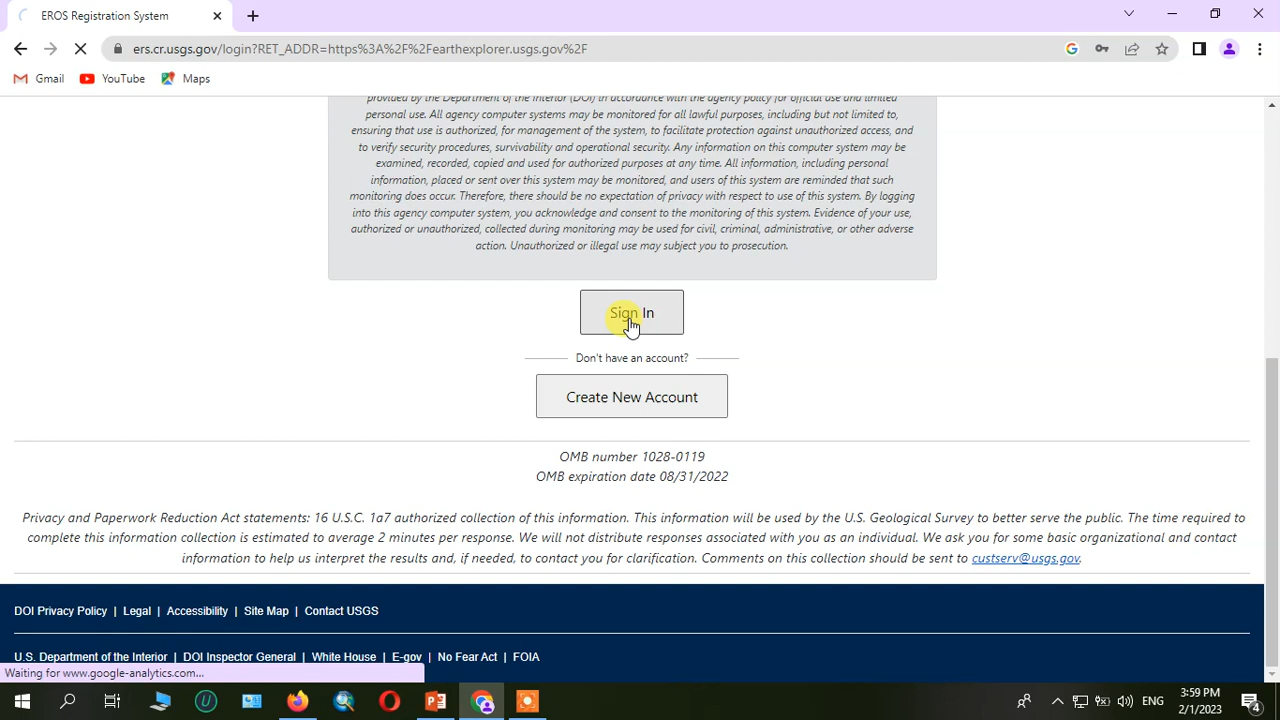 EROS Registration System
ers.cr.usgs.gov/login?RET_ADDR=https%3A%2F%2Fearthexplorer.usgs.gov%2F
Gmail YouTube Maps
provided by the Department of the Interior (DOI) in accordance with the agency policy for official use and limited
personal use. All agency computer systems may be monitored for all lawful purposes, including but not limited to,
ensuring that use is authorized, for management of the system, to facilitate protection against unauthorized access, and
to verify security procedures, survivability and operational security. Any information on this computer system may be
examined, recorded, copied and used for authorized purposes at any time. All information, including personal
information, placed or sent over this system may be monitored, and users of this system are reminded that such
monitoring does occur. Therefore, there should be no expectation of privacy with respect to use of this system. By logging
into this agency computer system, you acknowledge and consent to the monitoring of this system. Evidence of your use,
authorized or unauthorized, collected during monitoring may be used for civil, criminal, administrative, or other adverse
action. Unauthorized or illegal use may subject you to prosecution.
Sign In
Don't have an account?
Create New Account
OMB number 1028-0119
OMB expiration date 08/31/2022
Privacy and Paperwork Reduction Act statements: 16 U.S.C. 1a7 authorized collection of this information. This information will be used by the U.S. Geological Survey to better serve the public. The time required to
complete this information collection is estimated to average 2 minutes per response. We will not distribute responses associated with you as an individual. We ask you for some basic organizational and contact
information to help us interpret the results and, if needed, to contact you for clarification. Comments on this collection should be sent to custserv@usgs.gov.
DOI Privacy Policy | Legal | Accessibility | Site Map | Contact USGS
U.S. Department of the Interior | DOI Inspector General | White House | E-gov | No Fear Act | FOIA
Waiting for www.google-analytics.com...
ENG
3:59 PM
2/1/2023
4